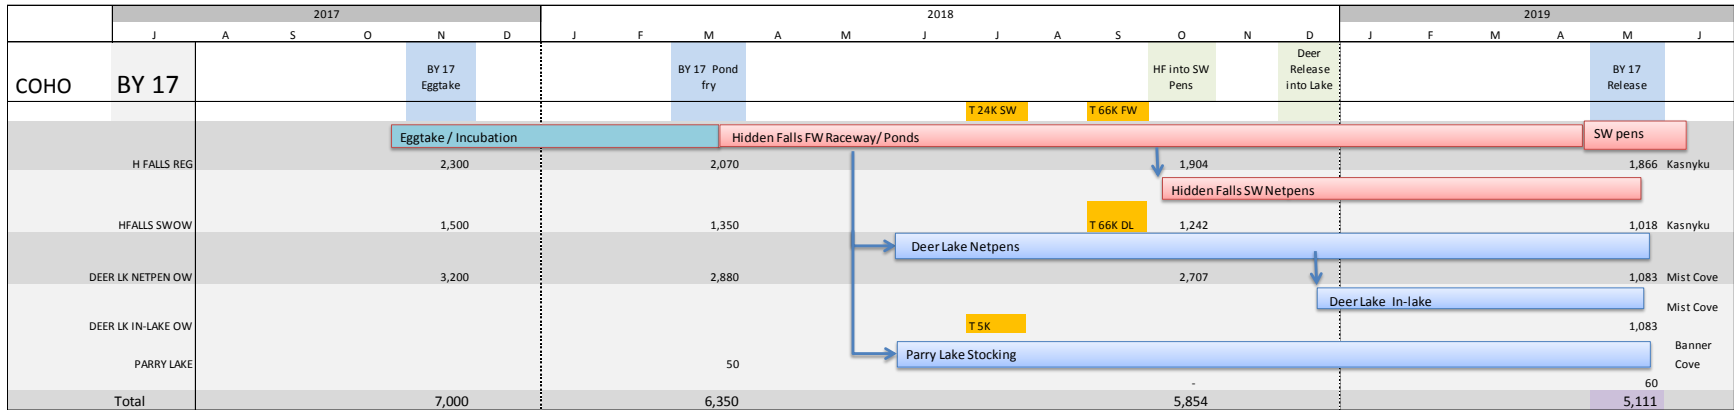 2017 2018 2019
J A S O N D J F M A M J J A S O N D J F M A M J
COHO BY 17 BY 17 Eggtake BY 17 Pond fry HF into SW Pens Deer Release into Lake BY 17 Release
T 24K SW T 66K FW
Eggtake / Incubation Hidden Falls FW Raceway/ Ponds SW pens
H FALLS REG 2,300 2,070 1,904 1,866 Kasnyku
Hidden Falls SW Netpens
HFALLS SWOW 1,500 1,350 T 66K DL 1,242 1,018 Kasnyku
Deer Lake Netpens
DEER LK NETPEN OW 3,200 2,880 2,707 1,083 Mist Cove
Deer Lake In-lake
Mist Cove
DEER LK IN-LAKE OW T 5K 1,083
Parry Lake Stocking
PARRY LAKE 50 Banner Cove
- 60
Total 7,000 6,350 5,854 5,111